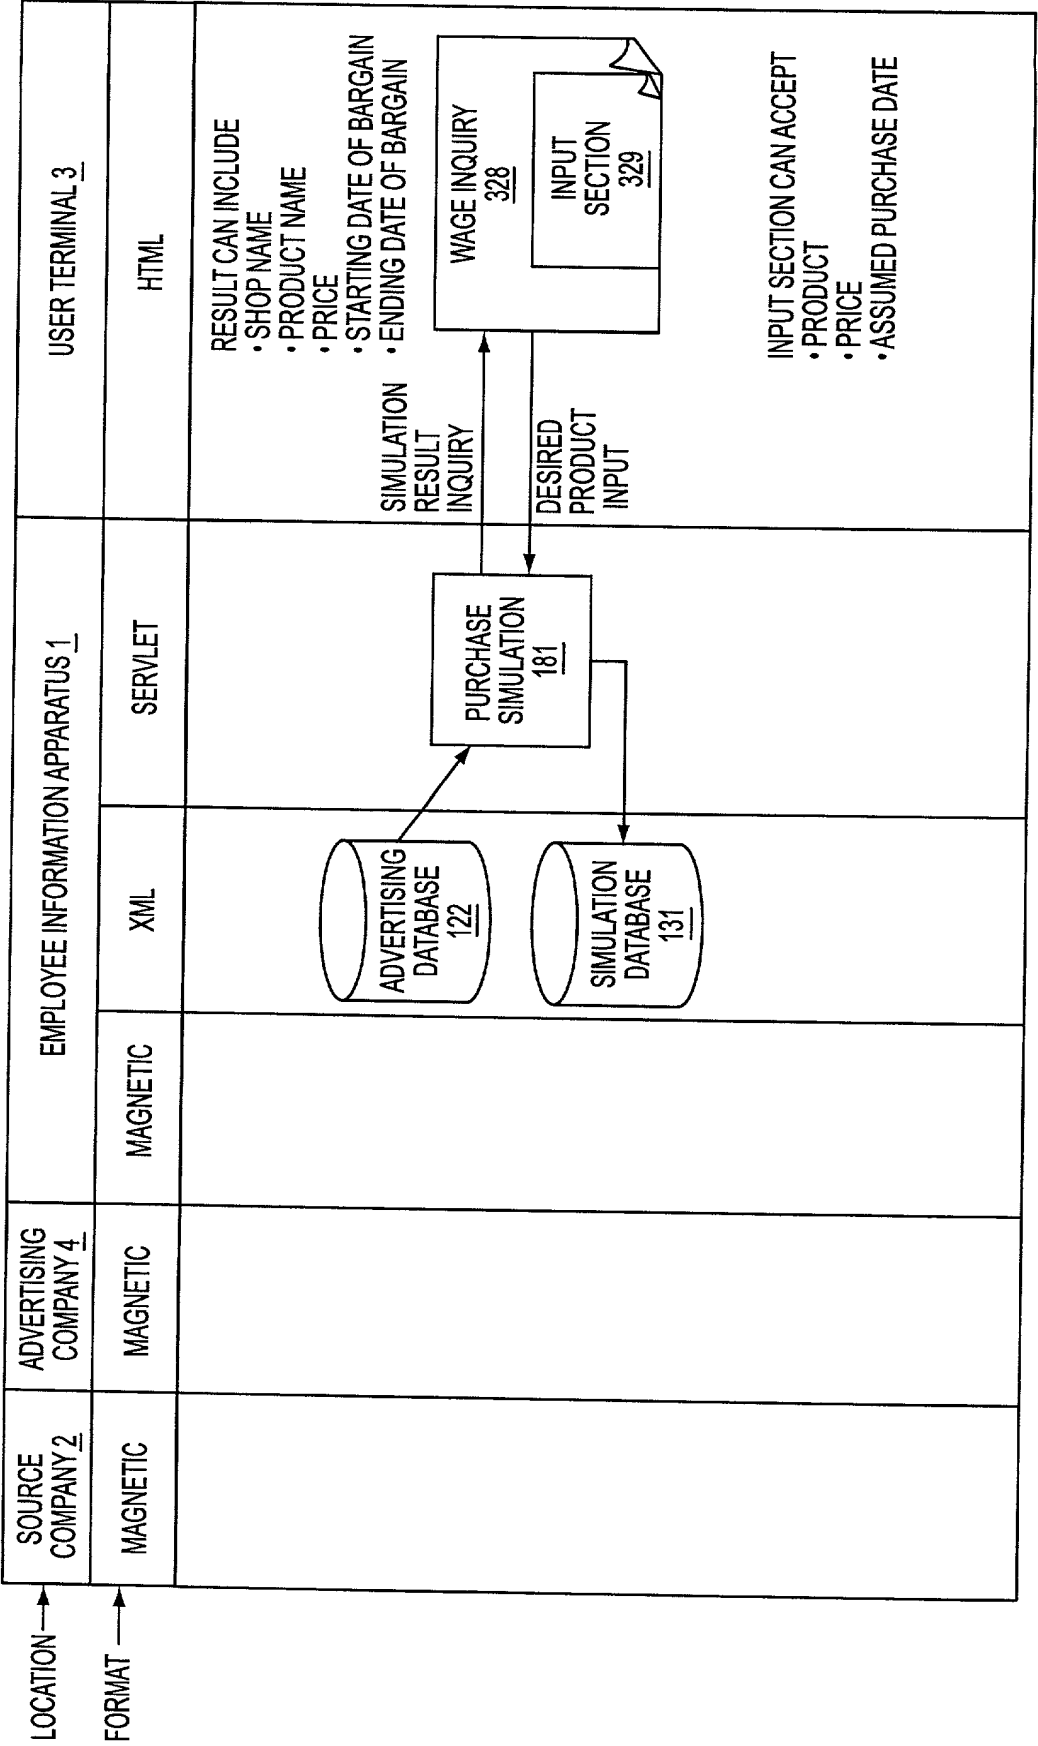 LOCATION
SOURCE
COMPANY 2
ADVERTISING
COMPANY 4
EMPLOYEE INFORMATION APPARATUS 1
USER TERMINAL 3
FORMAT
MAGNETIC
MAGNETIC
MAGNETIC
XML
SERVLET
HTML
ADVERTISING
DATABASE
122
SIMULATION
DATABASE
131
PURCHASE
SIMULATION
181
SIMULATION
RESULT
INQUIRY
DESIRED
PRODUCT
INPUT
RESULT CAN INCLUDE
• SHOP NAME
• PRODUCT NAME
• PRICE
• STARTING DATE OF BARGAIN
• ENDING DATE OF BARGAIN
WAGE INQUIRY
328
INPUT
SECTION
329
INPUT SECTION CAN ACCEPT
• PRODUCT
• PRICE
• ASSUMED PURCHASE DATE